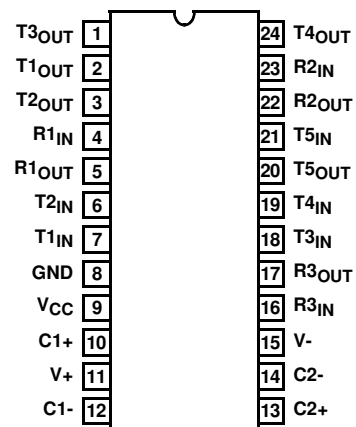 T3OUT 1 24 T4OUT
T1OUT 2 23 R2IN
T2OUT 3 22 R2OUT
R1IN 4 21 T5IN
R1OUT 5 20 T5OUT
T2IN 6 19 T4IN
T1IN 7 18 T3IN
GND 8 17 R3OUT
VCC 9 16 R3IN
C1+ 10 15 V-
V+ 11 14 C2-
C1- 12 13 C2+